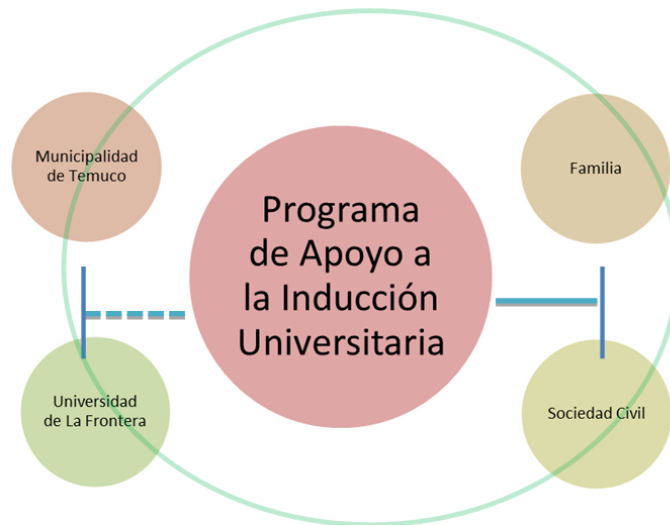 Municipalidad
de Temuco
Familia
Programa
de Apoyo a
la Inducción
Universitaria
Universidad
de La Frontera
Sociedad Civil